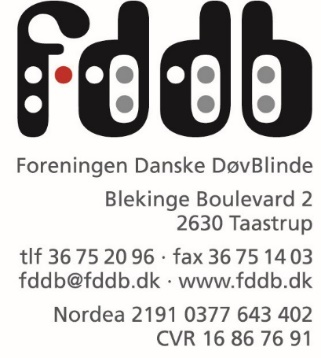 fddb
Foreningen Danske DøvBlinde
Blekinge Boulevard 2
2630 Taastrup
tlf 36 75 20 96 · fax 36 75 14 03
fddb@fddb.dk · www.fddb.dk
Nordea 2191 0377 643 402
CVR 16 86 76 91